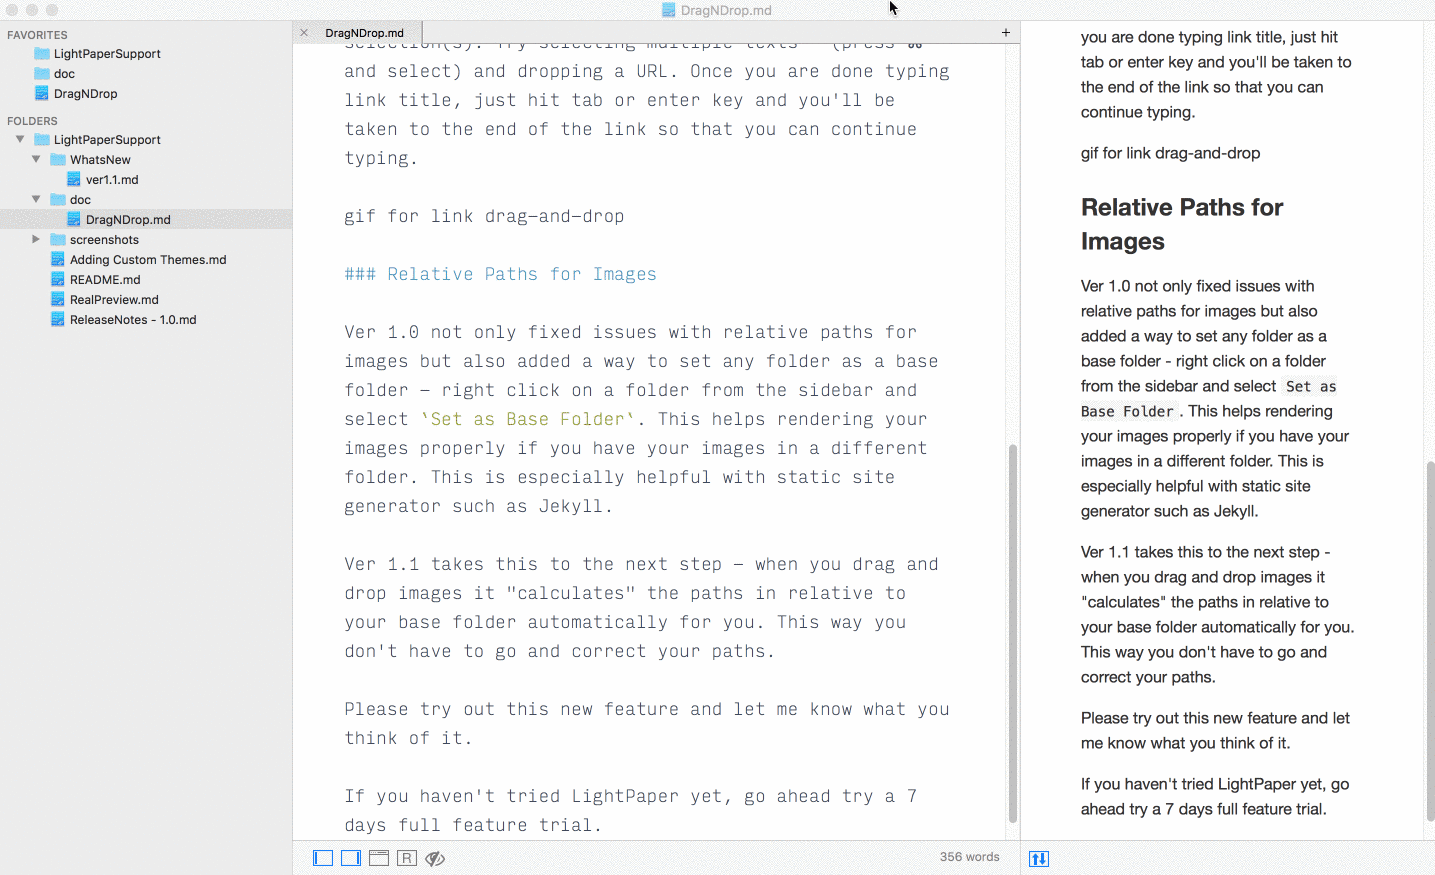 DragNDrop.md
FAVORITES
LightPaperSupport
doc
DragNDrop
FOLDERS
LightPaperSupport
WhatsNew
ver1.1.md
doc
DragNDrop.md
screenshots
Adding Custom Themes.md
README.md
RealPreview.md
ReleaseNotes - 1.0.md
DragNDrop.md
+
selection(s). Try selecting multiple texts - (press ⌘
and select) and dropping a URL. Once you are done typing
link title, just hit tab or enter key and you'll be
taken to the end of the link so that you can continue
typing.
gif for link drag-and-drop
### Relative Paths for Images
Ver 1.0 not only fixed issues with relative paths for
images but also added a way to set any folder as a base
folder - right click on a folder from the sidebar and
select `Set as Base Folder`. This helps rendering your
images properly if you have your images in a different
folder. This is especially helpful with static site
generator such as Jekyll.
Ver 1.1 takes this to the next step - when you drag and
drop images it "calculates" the paths in relative to
your base folder automatically for you. This way you
don't have to go and correct your paths.
Please try out this new feature and let me know what you
think of it.
If you haven't tried LightPaper yet, go ahead try a 7
days full feature trial.
R
356 words
you are done typing link title, just hit
tab or enter key and you'll be taken to
the end of the link so that you can
continue typing.
gif for link drag-and-drop
Relative Paths for
Images
Ver 1.0 not only fixed issues with
relative paths for images but also
added a way to set any folder as a
base folder - right click on a folder
from the sidebar and select Set as
Base Folder. This helps rendering
your images properly if you have your
images in a different folder. This is
especially helpful with static site
generator such as Jekyll.
Ver 1.1 takes this to the next step -
when you drag and drop images it
"calculates" the paths in relative to
your base folder automatically for you.
This way you don't have to go and
correct your paths.
Please try out this new feature and let
me know what you think of it.
If you haven't tried LightPaper yet, go
ahead try a 7 days full feature trial.